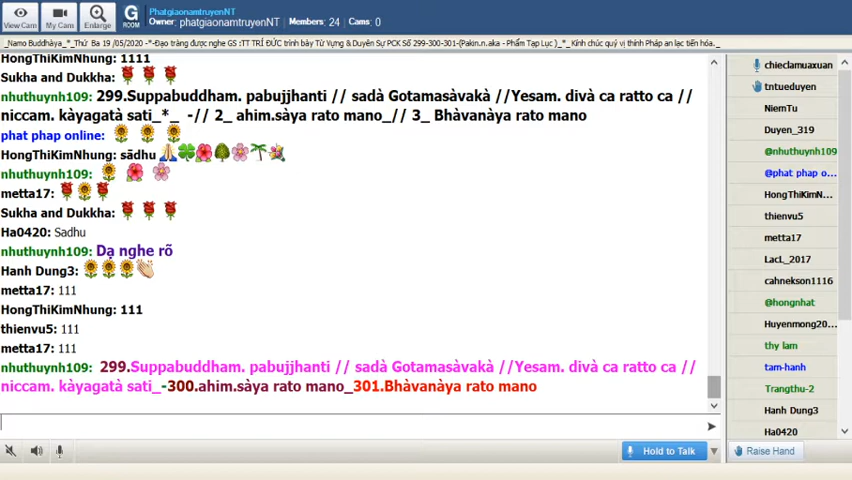 View Cam
My Cam
Enlarge
G
ROOM
Room: PhatgiaonamtruyenNT
Owner: phatgiaonamtruyenNT
Members: 24
Cams: 0
_Namo Buddhàya_*_Thứ Ba 19 /05/2020 -*-Đạo tràng được nghe GS :TT TRÍ ĐỨC trình bày Từ Vựng & Duyên Sự PCK Số 299-300-301-(Pakin.n.aka - Phẩm Tạp Lục )_*_ Kính chúc quý vị thính Pháp an lạc tiến hóa._
HongThiKimNhung: 1111
Sukha and Dukkha:
nhuthuynh109: 299.Suppabuddham. pabujjhanti // sadà Gotamasàvakà //Yesam. divà ca ratto ca //
niccam. kàyagatà sati_*_ -// 2_ ahim.sàya rato mano_// 3_ Bhàvanàya rato mano
phat phap online:
HongThiKimNhung: sādhu
nhuthuynh109:
metta17:
Sukha and Dukkha:
Ha0420: Sadhu
nhuthuynh109: Dạ nghe rõ
Hanh Dung3:
metta17: 111
HongThiKimNhung: 111
thienvu5: 111
metta17: 111
nhuthuynh109: 299.Suppabuddham. pabujjhanti // sadà Gotamasàvakà //Yesam. divà ca ratto ca //
niccam. kàyagatà sati_-300.ahim.sàya rato mano_301.Bhàvanàya rato mano
Hold to Talk
chieclamuaxuan
tntueduyen
NiemTu
Duyen_319
@nhuthuynh109
@phat phap o...
HongThiKimN...
thienvu5
metta17
LacL_2017
cahnekson1116
@hongnhat
Huyenmong20...
thy lam
tam-hanh
Trangthu-2
Hanh Dung3
Ha0420
Raise Hand